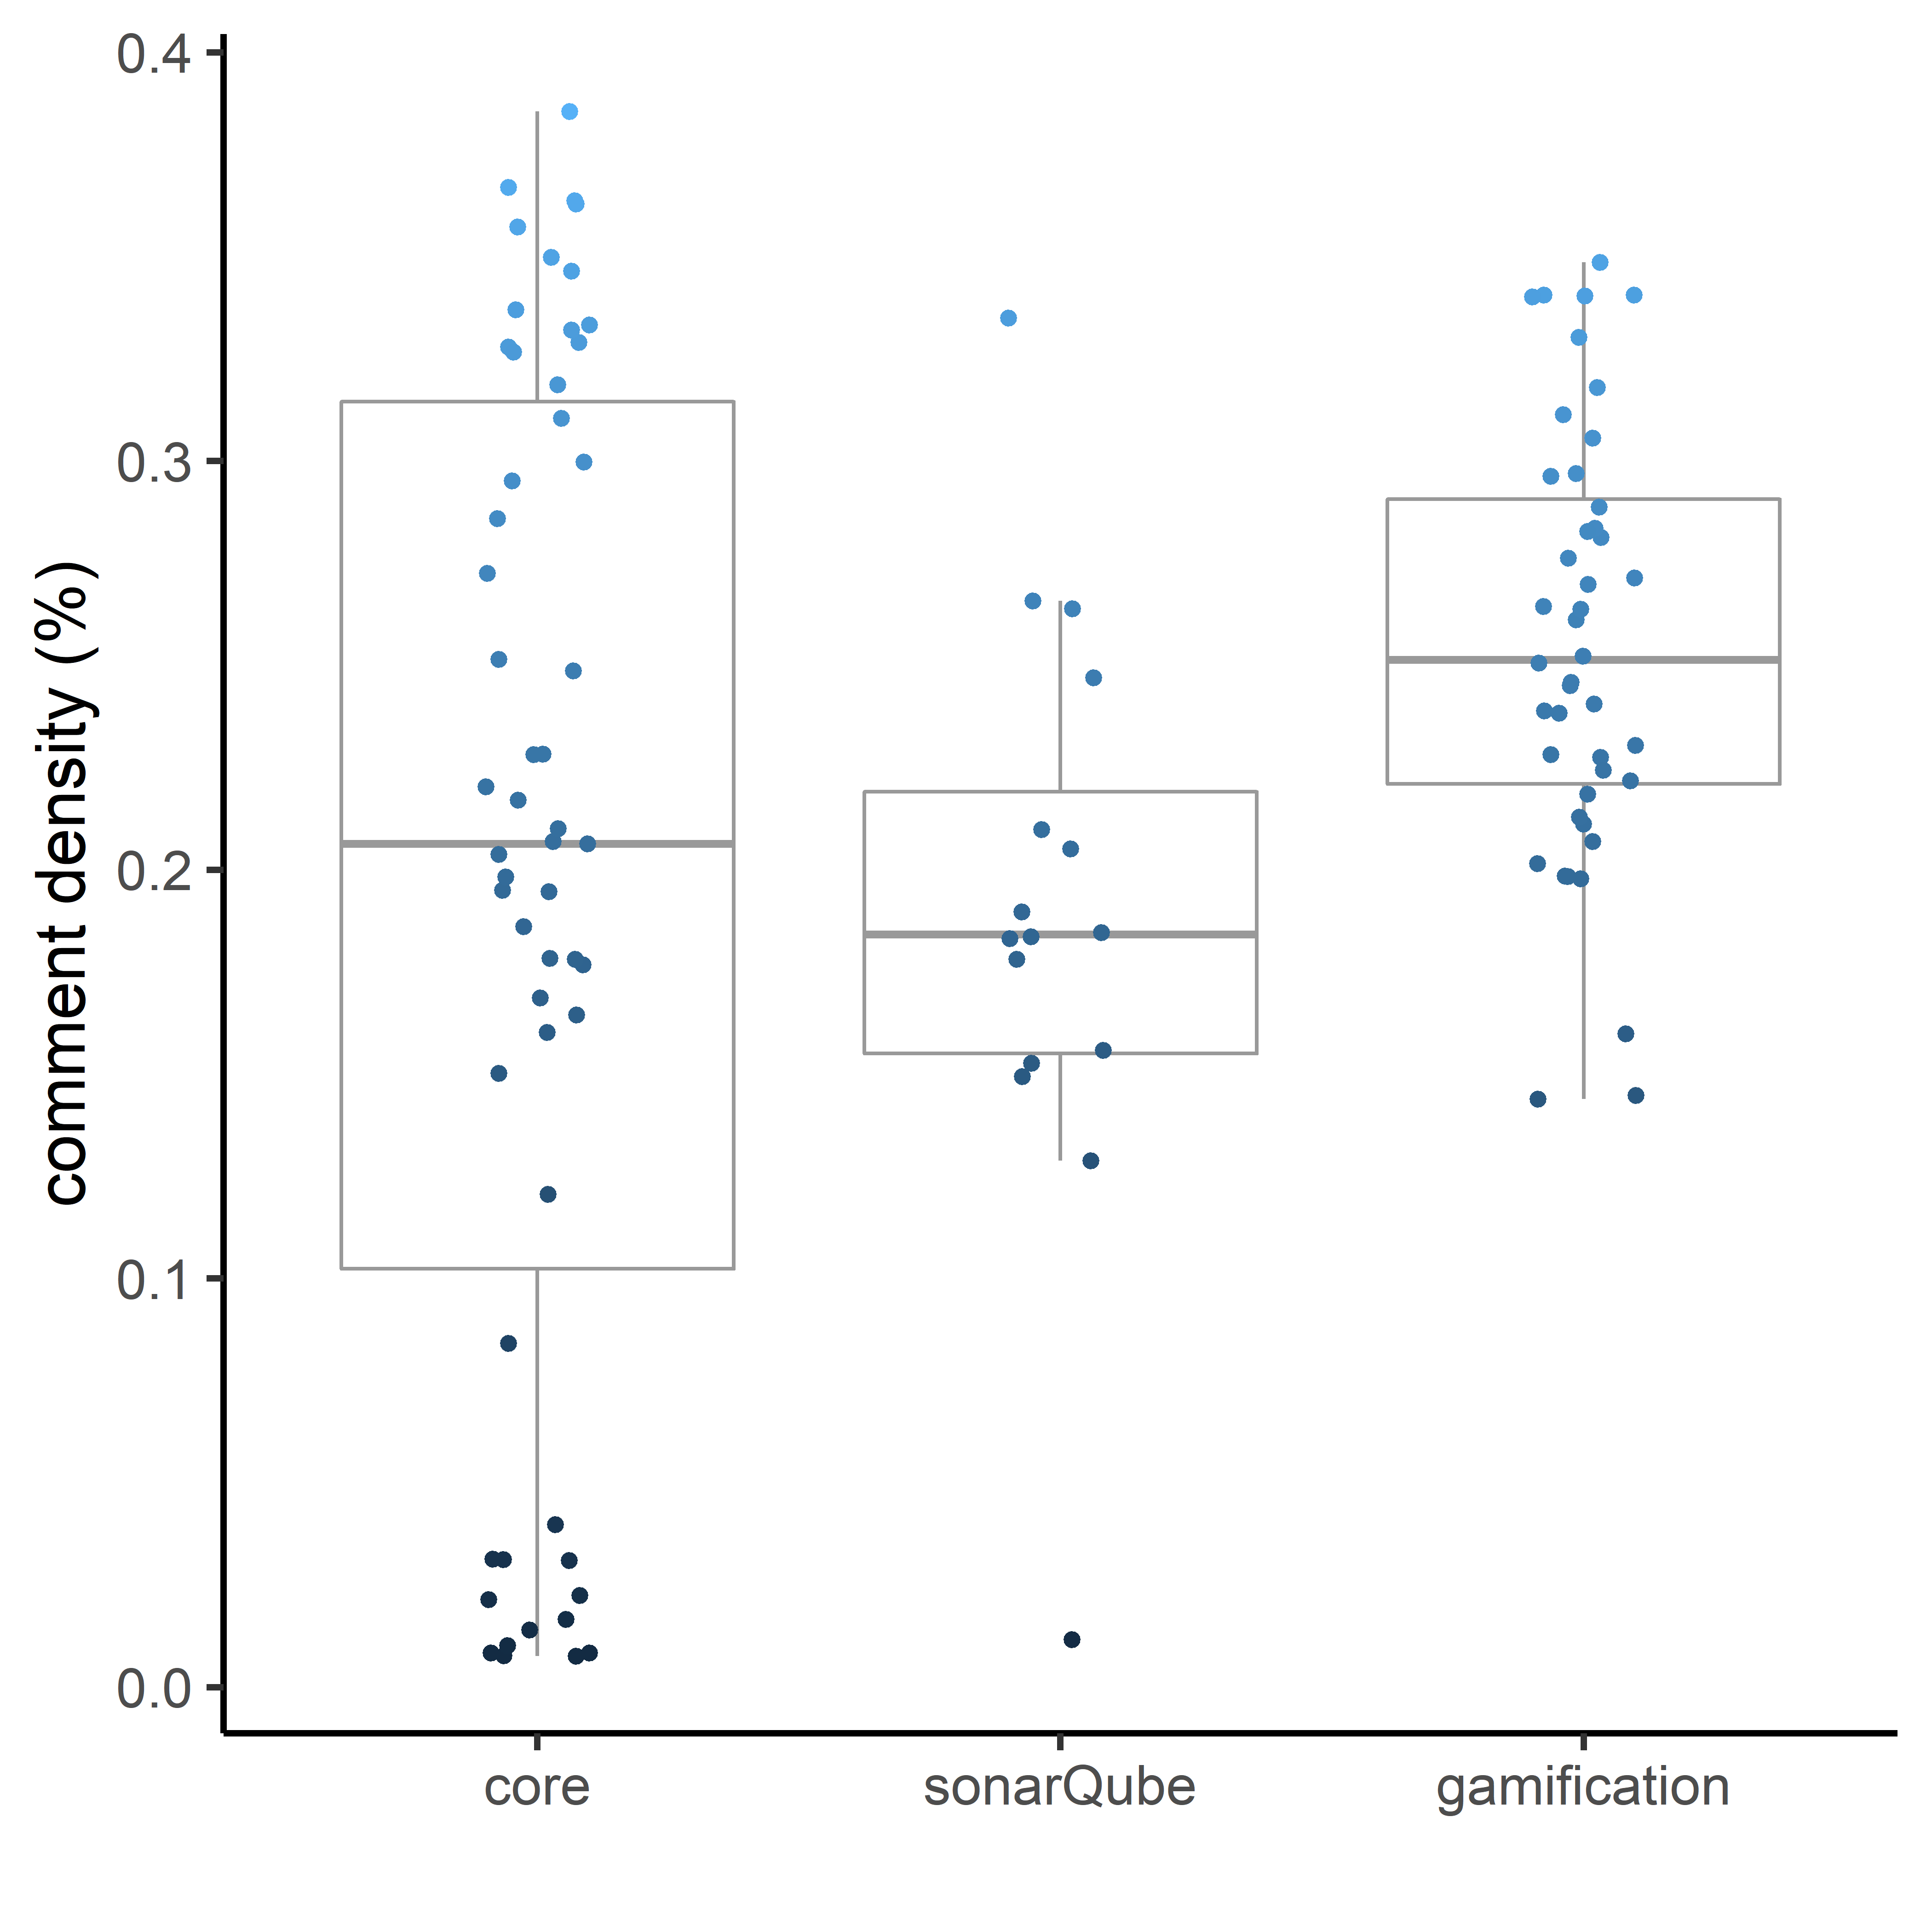 comment density (%)
0.4
0.3
0.2
0.1
0.0
core
sonarQube
gamification